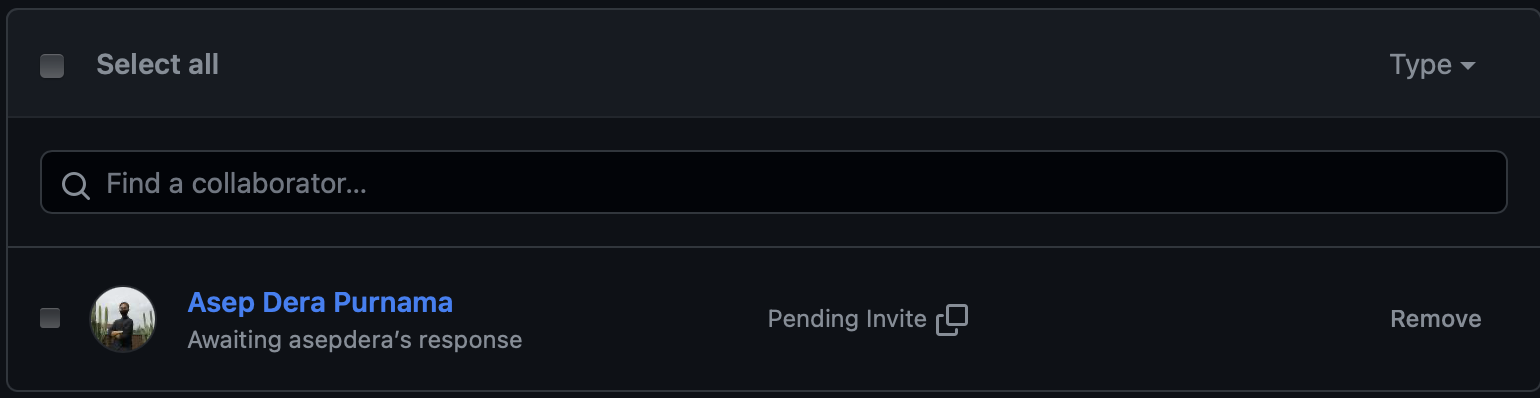 Select all
Type
Find a collaborator...
Asep Dera Purnama
Awaiting asepdera’s response
Pending Invite
Remove